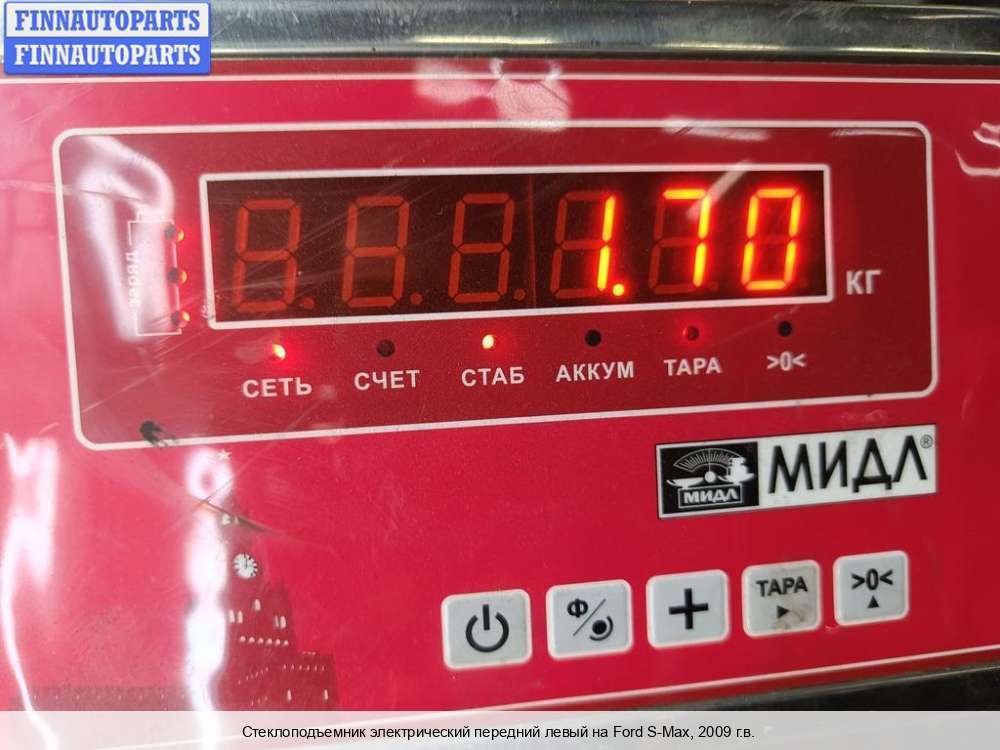 FINNAUTOPARTS
FINNAUTOPARTS
заряд
1.70
КГ
СЕТЬ СЧЕТ СТАБ АККУМ ТАРА >0<
МИДЛ МИДЛ®
Ф
+
ТАРА
>0<
Стеклоподъемник электрический передний левый на Ford S-Max, 2009 г.в.